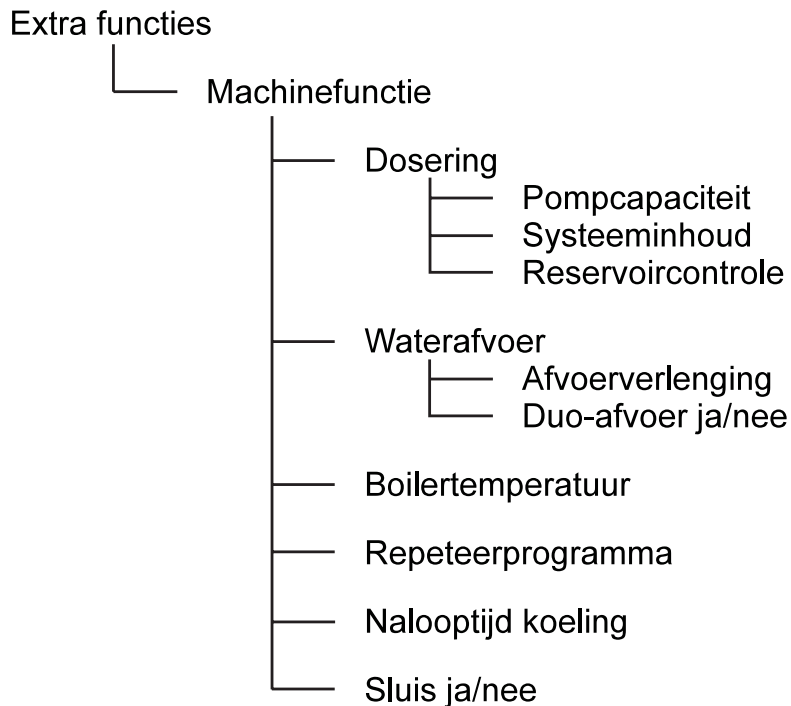 Extra functies
Machinefunctie
Dosering
Pompcapaciteit
Systeeminhoud
Reservoircontrole
Waterafvoer
Afvoerverlenging
Duo-afvoer ja/nee
Boilertemperatuur
Repeteerprogramma
Nalooptijd koeling
Sluis ja/nee